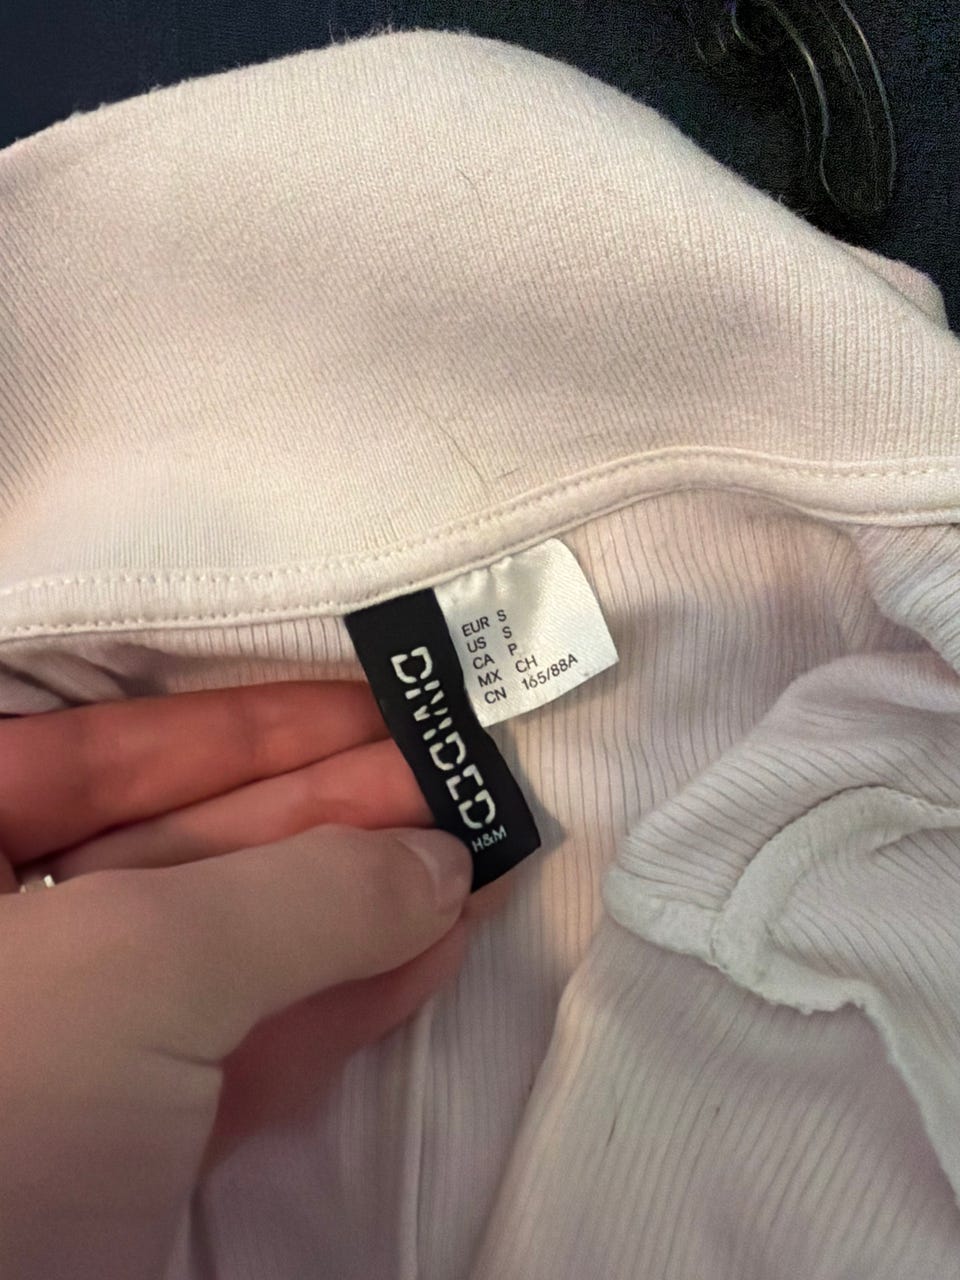 DIVIDED
H&M
EUR S
US S
CA P
MX CH
CN 165/88A